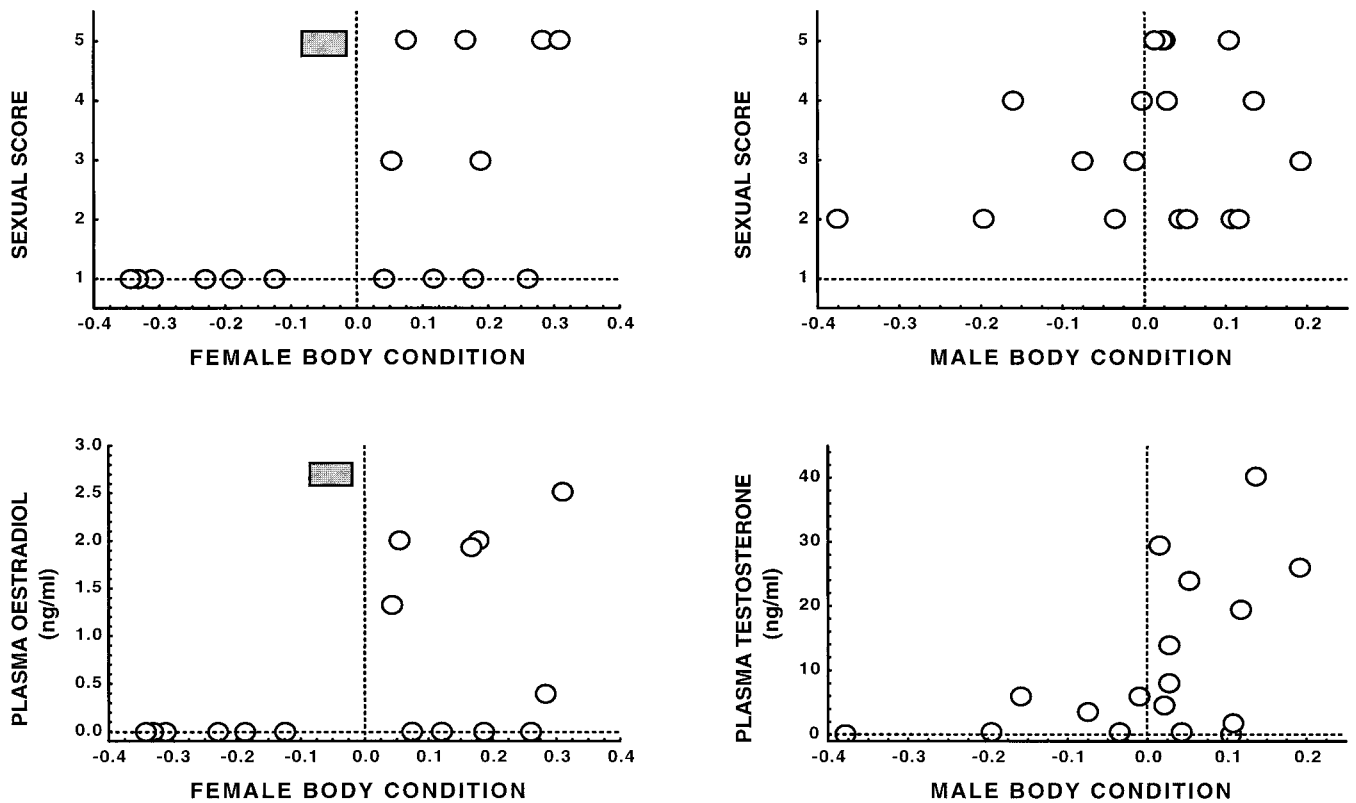 SEXUAL SCORE
5
4
3
2
1
-0.4 -0.3 -0.2 -0.1 0.0 0.1 0.2 0.3 0.4
FEMALE BODY CONDITION
SEXUAL SCORE
5
4
3
2
1
-0.4 -0.3 -0.2 -0.1 0.0 0.1 0.2
MALE BODY CONDITION
PLASMA OESTRADIOL
(ng/ml)
3.0
2.5
2.0
1.5
1.0
0.5
0.0
-0.4 -0.3 -0.2 -0.1 0.0 0.1 0.2 0.3 0.4
FEMALE BODY CONDITION
PLASMA TESTOSTERONE
(ng/ml)
40
30
20
10
0
-0.4 -0.3 -0.2 -0.1 0.0 0.1 0.2
MALE BODY CONDITION